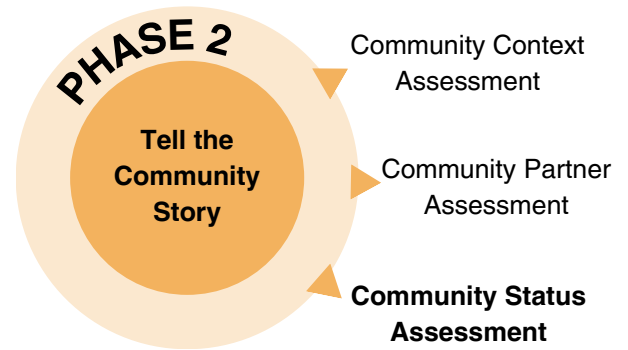 PHASE 2
Tell the
Community
Story
Community Context
Assessment
Community Partner
Assessment
Community Status
Assessment